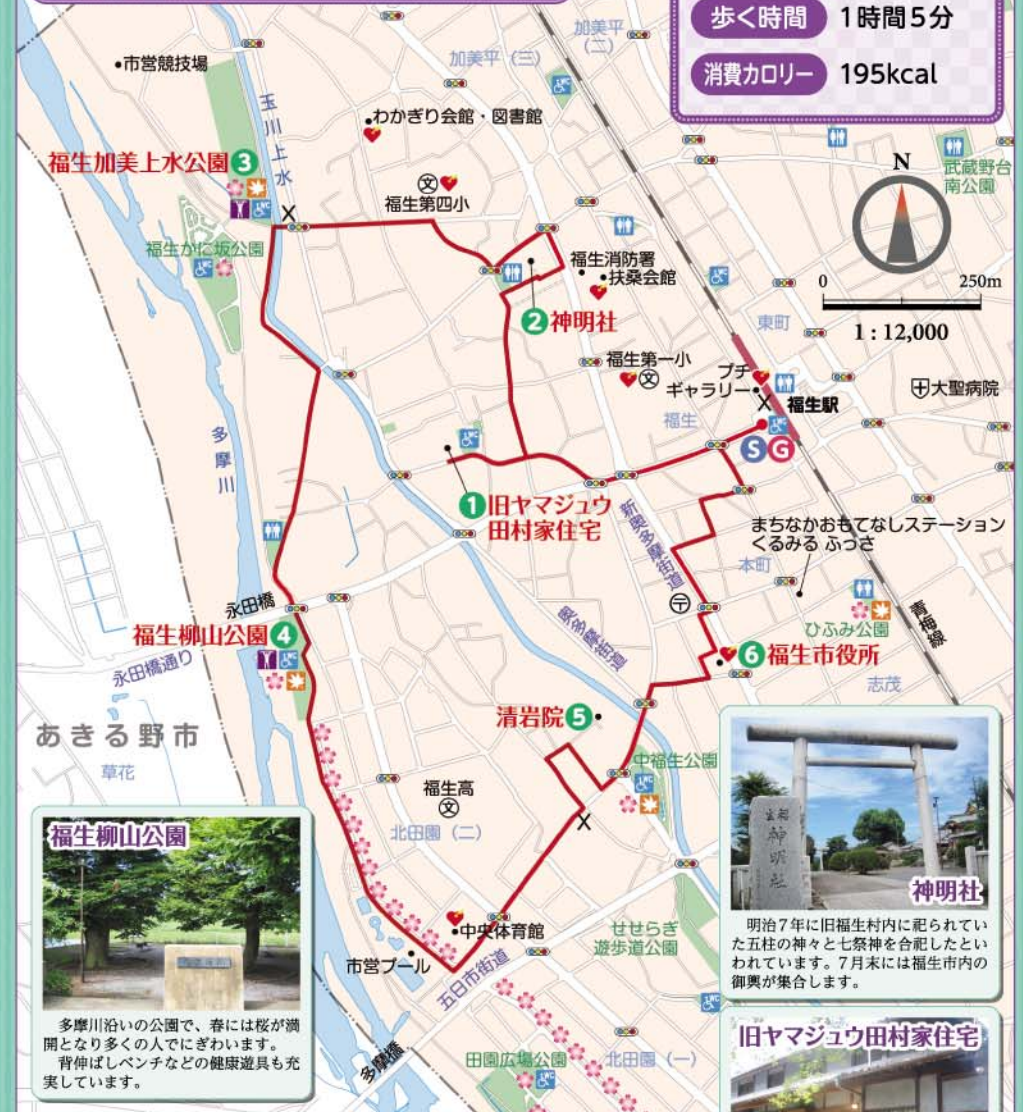 歩く時間 1時間5分
消費カロリー 195kcal
加美平
(二)
加美平(三)
市営競技場
玉川上水
わかぎり会館・図書館
福生加美上水公園 3
文
福生第四小
N
武蔵野台
南公園
福生かに坂公園
福生消防署
扶桑会館
0 250m
1:12,000
2 神明社
東町
福生第一小
文
プチ
ギャラリー
福生駅
大聖病院
福生
S G
多摩川
1 旧ヤマジュウ
田村家住宅
新奥多摩街道
まちなかおもてなしステーション
くるみる ふっさ
本町
永田橋
〒
ひふみ公園
青梅線
福生柳山公園 4
奥多摩街道
6 福生市役所
永田橋通り
志茂
清岩院 5
あきる野市
草花
中福生公園
福生高
文
北田園(二)
福生柳山公園
神明社
神明社
明治7年に旧福生村内に祀られてい
た五柱の神々と七祭神を合祀したとい
われています。7月末には福生市内の
御輿が集合します。
中央体育館
せせらぎ
遊歩道公園
市営プール
五日市街道
多摩川沿いの公園で、春には桜が満
開となり多くの人でにぎわいます。
背伸ばしベンチなどの健康遊具も充
実しています。
多摩橋
田園広場公園
北田園(一)
旧ヤマジュウ田村家住宅